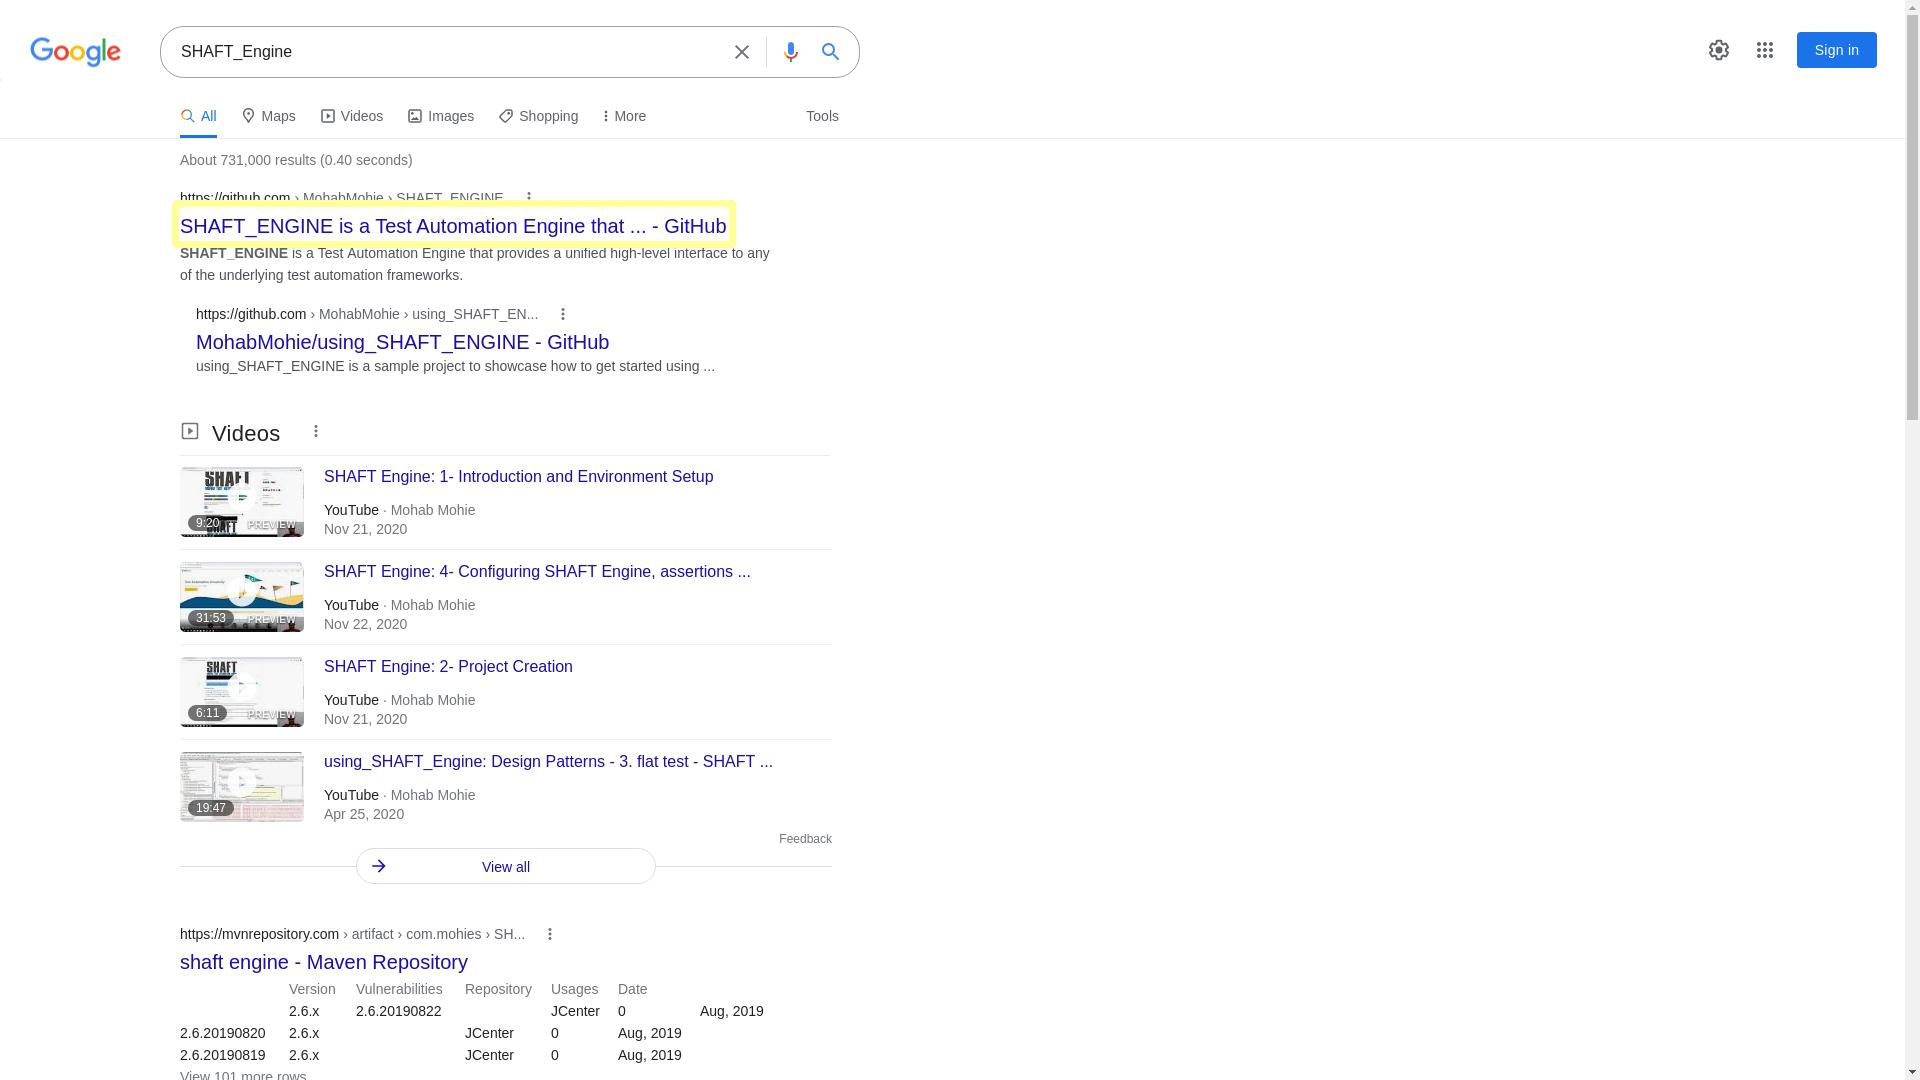 Google
SHAFT_Engine
Sign in
All
Maps
Videos
Images
Shopping
More
Tools
About 731,000 results (0.40 seconds)
https://github.com › MohabMohie › SHAFT_ENGINE
SHAFT_ENGINE is a Test Automation Engine that ... - GitHub
SHAFT_ENGINE is a Test Automation Engine that provides a unified high-level interface to any
of the underlying test automation frameworks.
https://github.com › MohabMohie › using_SHAFT_EN...
MohabMohie/using_SHAFT_ENGINE - GitHub
using_SHAFT_ENGINE is a sample project to showcase how to get started using ...
Videos
SHAFT
9:20
PREVIEW
SHAFT Engine: 1- Introduction and Environment Setup
YouTube · Mohab Mohie
Nov 21, 2020
31:53
PREVIEW
SHAFT Engine: 4- Configuring SHAFT Engine, assertions ...
YouTube · Mohab Mohie
Nov 22, 2020
SHAFT
6:11
PREVIEW
SHAFT Engine: 2- Project Creation
YouTube · Mohab Mohie
Nov 21, 2020
19:47
using_SHAFT_Engine: Design Patterns - 3. flat test - SHAFT ...
YouTube · Mohab Mohie
Apr 25, 2020
Feedback
View all
https://mvnrepository.com › artifact › com.mohies › SH...
shaft engine - Maven Repository
Version Vulnerabilities Repository Usages Date
2.6.x 2.6.20190822 JCenter 0 Aug, 2019
2.6.20190820 2.6.x JCenter 0 Aug, 2019
2.6.20190819 2.6.x JCenter 0 Aug, 2019
View 101 more rows